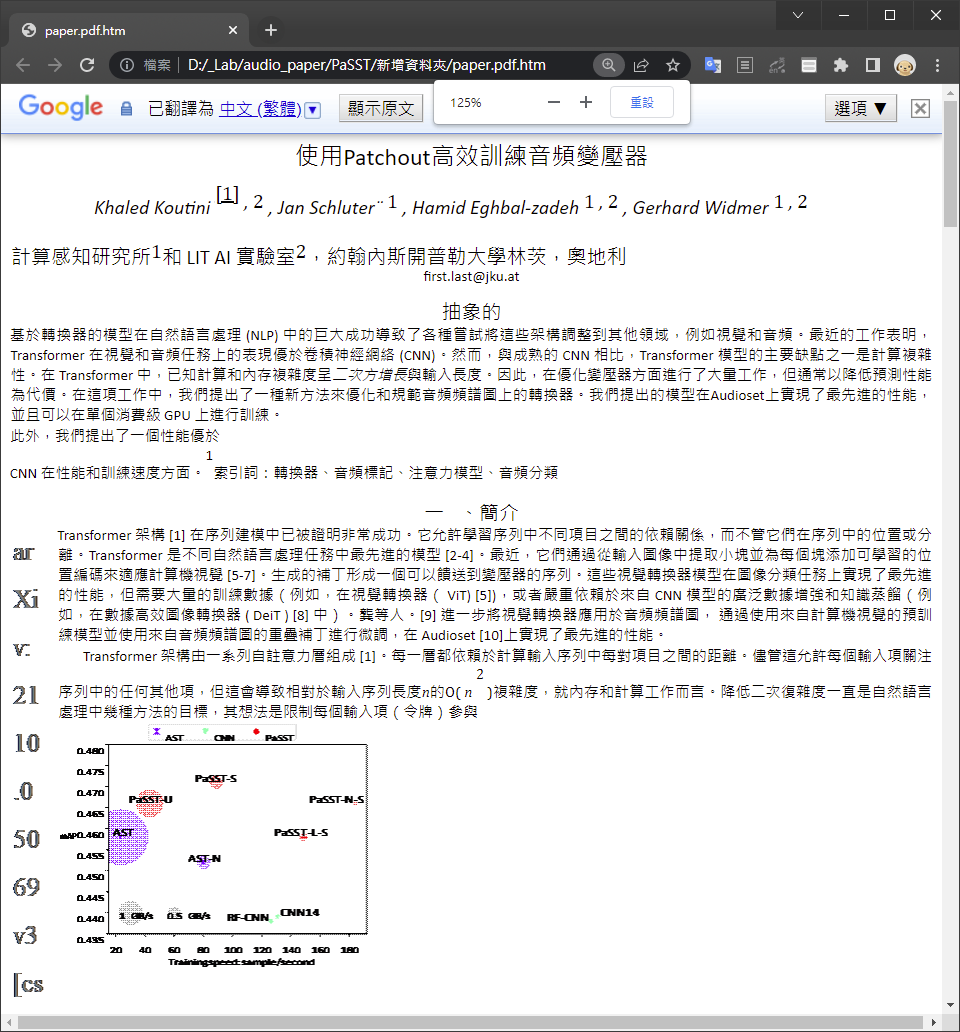 paper.pdf.htm
檔案 | D:/_Lab/audio_paper/PaSST/新增資料夾/paper.pdf.htm
125% − + 重設
Google 已翻譯為 中文 (繁體) ▼ 顯示原文 選項 ▼
使用Patchout高效訓練音頻變壓器
Khaled Koutini [1] , 2 , Jan Schluter ¨ 1 , Hamid Eghbal-zadeh 1 , 2 , Gerhard Widmer 1 , 2
計算感知研究所1和 LIT AI 實驗室2，約翰內斯開普勒大學林茨，奧地利
first.last@jku.at
抽象的
基於轉換器的模型在自然語言處理 (NLP) 中的巨大成功導致了各種嘗試將這些架構調整到其他領域，例如視覺和音頻。最近的工作表明，
Transformer 在視覺和音頻任務上的表現優於卷積神經網絡 (CNN)。然而，與成熟的 CNN 相比，Transformer 模型的主要缺點之一是計算複雜
性。在 Transformer 中，已知計算和內存複雜度呈二次方增長與輸入長度。因此，在優化變壓器方面進行了大量工作，但通常以降低預測性能
為代價。在這項工作中，我們提出了一種新方法來優化和規範音頻頻譜圖上的轉換器。我們提出的模型在Audioset上實現了最先進的性能，
並且可以在單個消費級 GPU 上進行訓練。
此外，我們提出了一個性能優於
1
CNN 在性能和訓練速度方面。 索引詞：轉換器、音頻標記、注意力模型、音頻分類
一 、簡介
Transformer 架構 [1] 在序列建模中已被證明非常成功。它允許學習序列中不同項目之間的依賴關係，而不管它們在序列中的位置或分
離。Transformer 是不同自然語言處理任務中最先進的模型 [2-4]。最近，它們通過從輸入圖像中提取小塊並為每個塊添加可學習的位
置編碼來適應計算機視覺 [5-7]。生成的補丁形成一個可以饋送到變壓器的序列。這些視覺轉換器模型在圖像分類任務上實現了最先進
的性能，但需要大量的訓練數據（例如，在視覺轉換器（ ViT) [5])，或者嚴重依賴於來自 CNN 模型的廣泛數據增強和知識蒸餾（例
如，在數據高效圖像轉換器 ( DeiT ) [8] 中）。龔等人。[9] 進一步將視覺轉換器應用於音頻頻譜圖， 通過使用來自計算機視覺的預訓
練模型並使用來自音頻頻譜圖的重疊補丁進行微調，在 Audioset [10]上實現了最先進的性能。
Transformer 架構由一系列自註意力層組成 [1]。每一層都依賴於計算輸入序列中每對項目之間的距離。儘管這允許每個輸入項關注
2
序列中的任何其他項，但這會導致相對於輸入序列長度n的O( n )複雜度，就內存和計算工作而言。降低二次復雜度一直是自然語言
處理中幾種方法的目標，其想法是限制每個輸入項（令牌）參與
ar
Xi
v:
21
10
.0
50
69
v3
[cs
AST CNN PaSST
0.480
0.475
0.470
0.465
mAP 0.460
0.455
0.450
0.445
0.440
0.435
PaSST-S
PaSST-U
PaSST-N-S
AST
PaSST-L-S
AST-N
1 GB/s 0.5 GB/s RF-CNN CNN14
20 40 60 80 100 120 140 160 180
Trainingspeed: sample/second